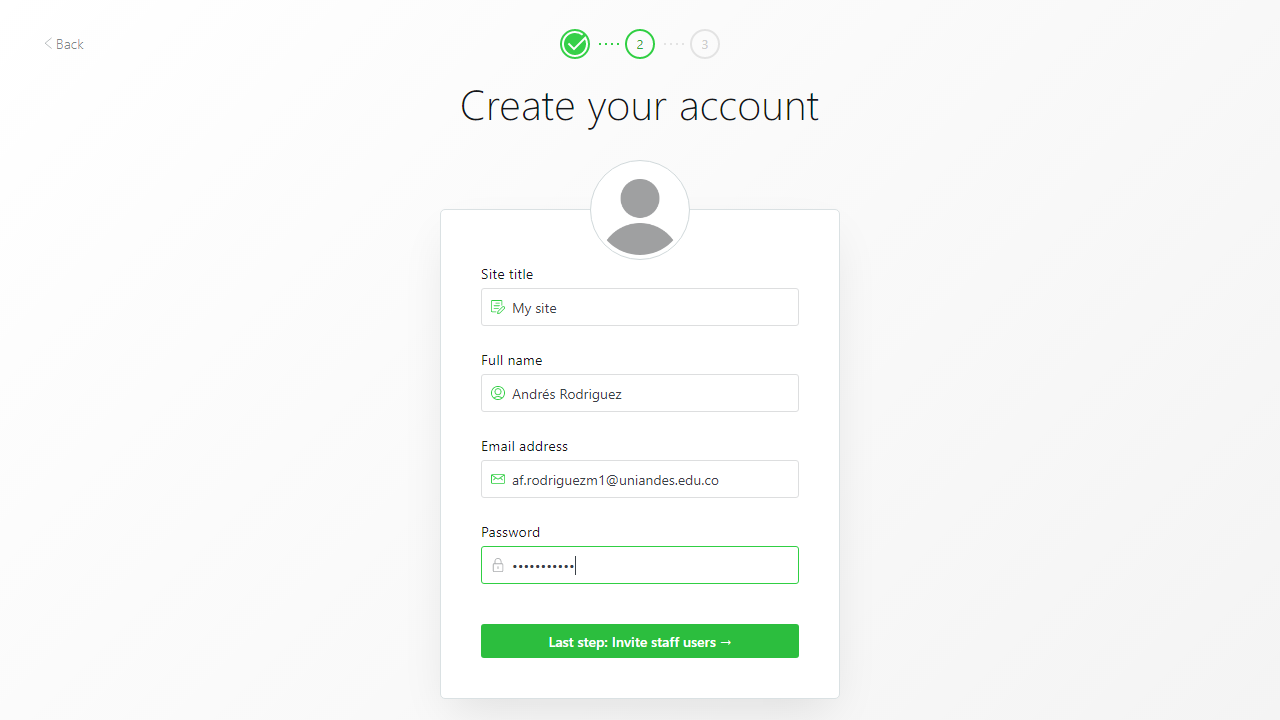 Back
2
3
Create your account
Site title
My site
Full name
Andrés Rodriguez
Email address
af.rodriguezm1@uniandes.edu.co
Password
•••••••••••
Last step: Invite staff users →